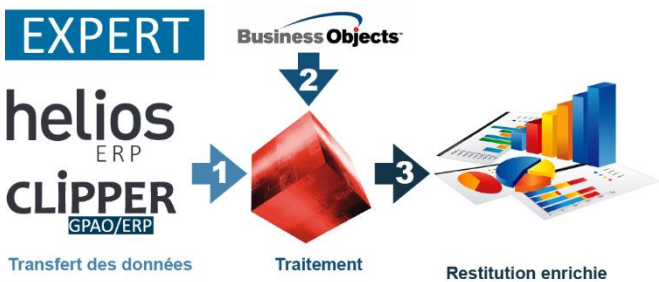 EXPERT
Business Objects
2
helios
ERP
1
3
CLiPPER
GPAO/ERP
Transfert des données
Traitement
Restitution enrichie